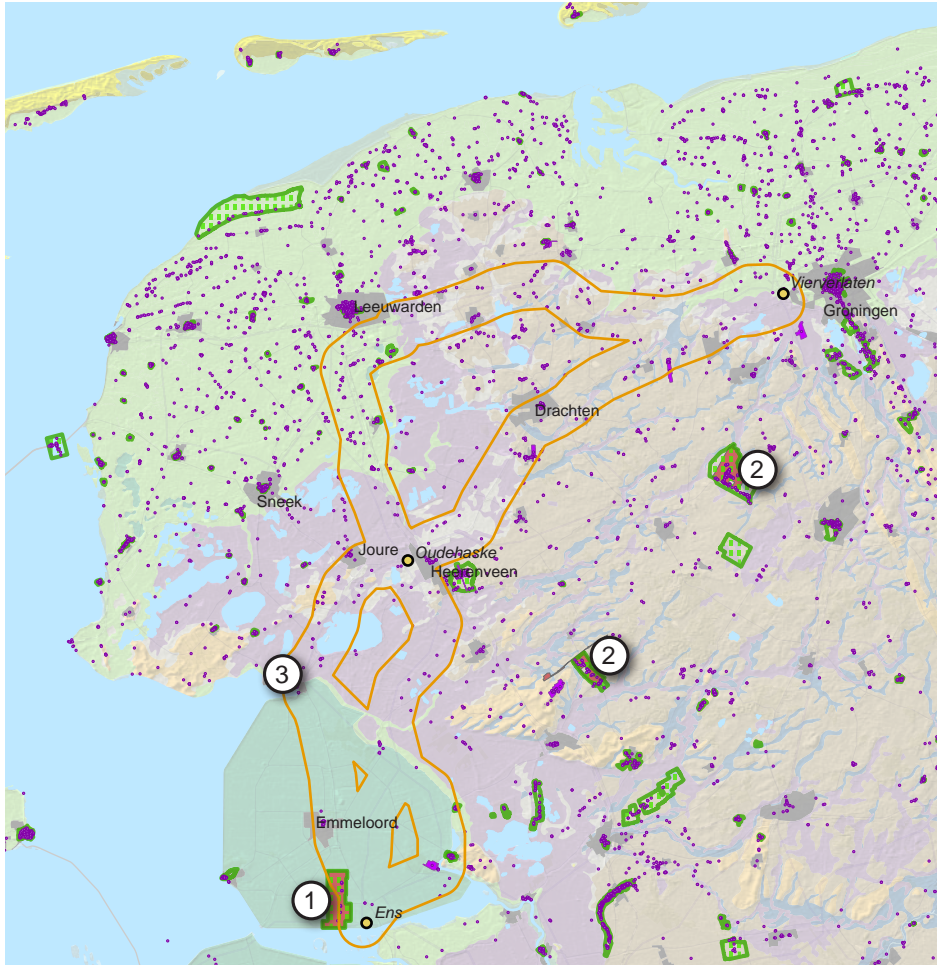 Vierverlaten
Leeuwarden
Groningen
Drachten
2
Sneek
Joure
Oudehaske
Heerenveen
2
3
Emmeloord
1
Ens